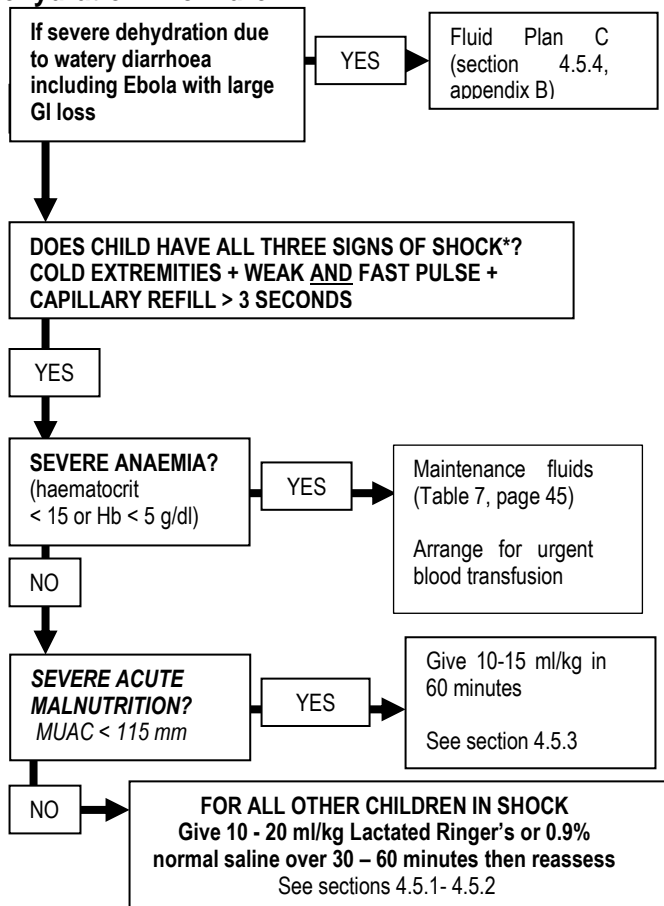 If severe dehydration due
to watery diarrhoea
including Ebola with large
GI loss
YES
Fluid Plan C
(section 4.5.4,
appendix B)
DOES CHILD HAVE ALL THREE SIGNS OF SHOCK*?
COLD EXTREMITIES + WEAK AND FAST PULSE +
CAPILLARY REFILL > 3 SECONDS
YES
SEVERE ANAEMIA?
(haematocrit
< 15 or Hb < 5 g/dl)
YES
Maintenance fluids
(Table 7, page 45)
Arrange for urgent
blood transfusion
NO
SEVERE ACUTE
MALNUTRITION?
MUAC < 115 mm
YES
Give 10-15 ml/kg in
60 minutes
See section 4.5.3
NO
FOR ALL OTHER CHILDREN IN SHOCK
Give 10 - 20 ml/kg Lactated Ringer's or 0.9%
normal saline over 30 – 60 minutes then reassess
See sections 4.5.1- 4.5.2